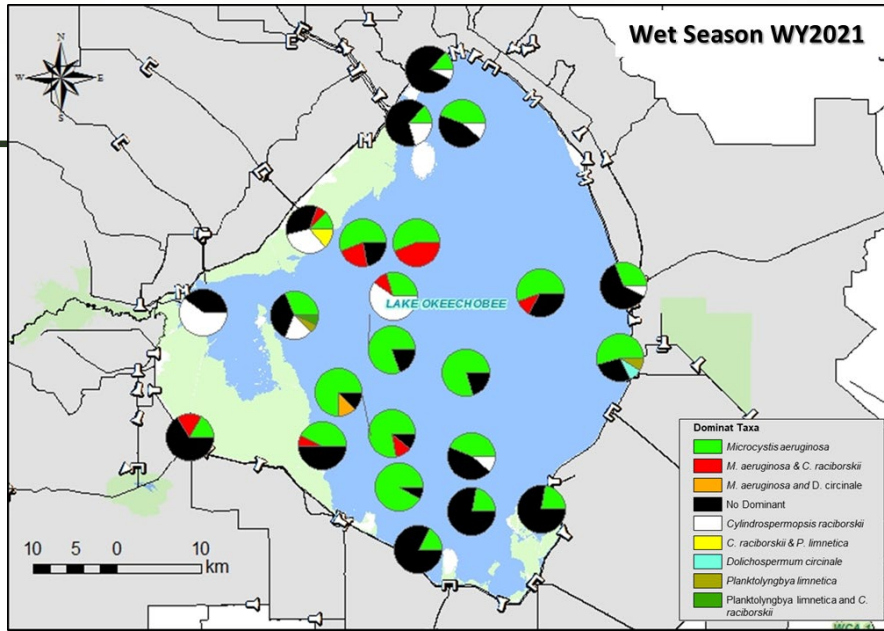 Wet Season WY2021
N
W
E
S
LAKE OKEECHOBEE
10 5 0 10
km
Dominat Taxa
Microcystis aeruginosa
M. aeruginosa & C. raciborskii
M. aeruginosa and D. circinale
No Dominant
Cylindrospermopsis raciborskii
C. raciborskii & P. limnetica
Dolichospermum circinale
Planktolyngbya limnetica
Planktolyngbya limnetica and C.
raciborskii